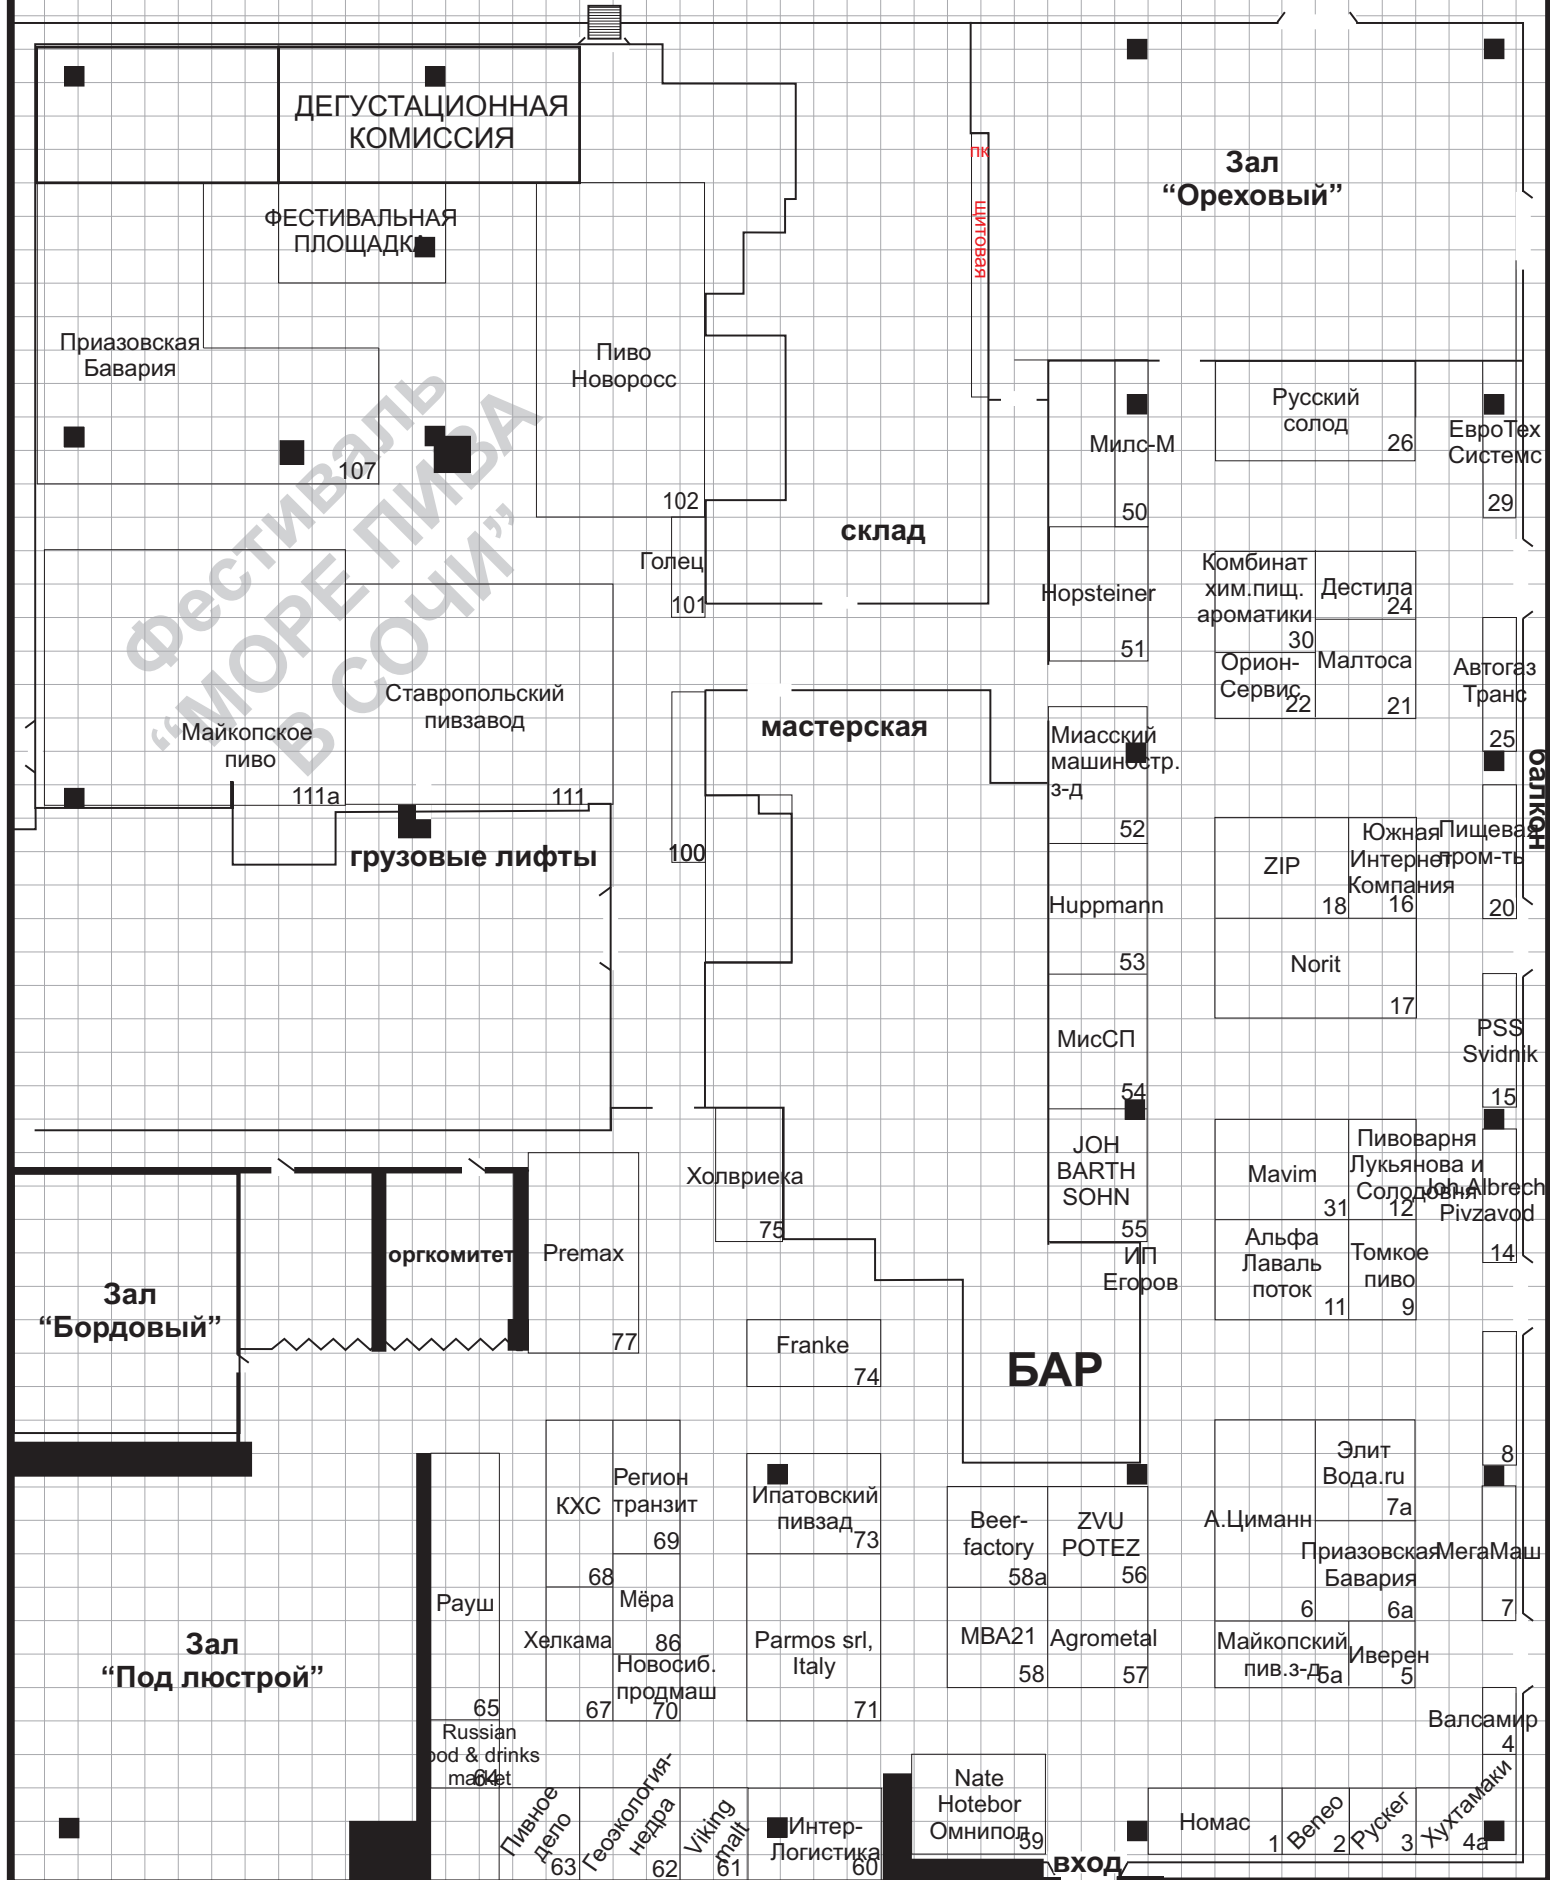 ДЕГУСТАЦИОННАЯ
КОМИССИЯ
ФЕСТИВАЛЬНАЯ
ПЛОЩАДКА
пк
щитовая
Зал
“Ореховый”
Приазовская
Бавария
107
Пиво
Новоросс
102
Фестиваль
“МОРЕ ПИВА
В СОЧИ”
Голец
101
склад
Милс-М
50
Русский
солод
26
ЕвроТех
Системс
29
Hopsteiner
51
Комбинат
хим.пищ.
ароматики
30
Дестила
24
Орион-
Сервис
22
Малтоса
21
Автогаз
Транс
25
балкон
Майкопское
пиво
111а
Ставропольский
пивзавод
111
грузовые лифты
100
мастерская
Миасский
машиностр.
з-д
52
ZIP
18
Южная
Интернет
Компания
16
Пищевая
пром-ть
20
Huppmann
53
Norit
17
МисСП
54
PSS
Svidnik
15
JOH
BARTH
SOHN
55
Mavim
31
Пивоварня
Лукьянова и
Солодовня
12
Joh.Albrech
Pivzavod
14
Холвриека
75
ИП
Егоров
Альфа
Лаваль
поток
11
Томкое
пиво
9
оргкомитет
Premax
77
Зал
“Бордовый”
Franke
74
БАР
8
КХС
68
Регион
транзит
69
Ипатовский
пивзад
73
Beer-
factory
58а
ZVU
POTEZ
56
А.Циманн
6
Элит
Вода.ru
7а
Приазовская
Бавария
6а
МегаМаш
7
Рауш
65
Мёра
86
Хелкама
67
Новосиб.
продмаш
70
Parmos srl,
Italy
71
МВА21
58
Agrometal
57
Майкопский
пив.з-д
5а
Иверен
5
Зал
“Под люстрой”
Валсамир
4
Russian
ood & drinks
market
64
Пивное
дело
63
Геоэкология-
недра
62
Viking
malt
61
Интер-
Логистика
60
Nate
Hotebor
Омнипол
59
вход
Номас
1
Beneo
2
Рускег
3
Хухтамаки
4а